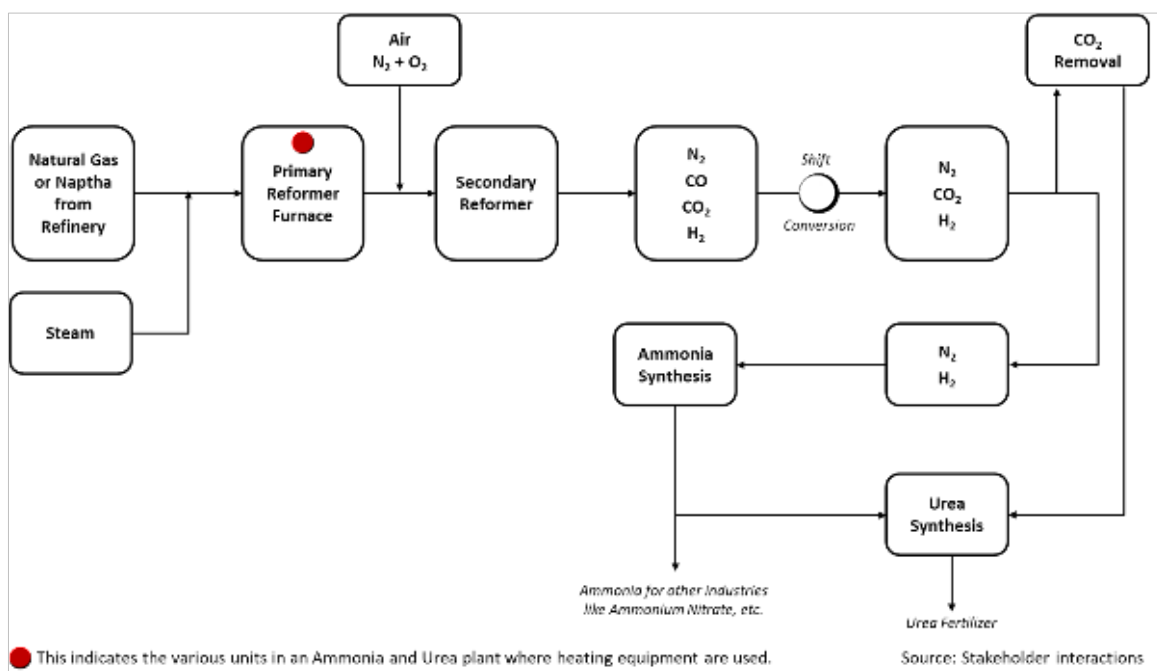 Air
N₂ + O₂
CO₂
Removal
Natural Gas
or Naptha
from
Refinery
Primary
Reformer
Furnace
Secondary
Reformer
N₂
CO
CO₂
H₂
Shift
Conversion
N₂
CO₂
H₂
Steam
Ammonia
Synthesis
N₂
H₂
Urea
Synthesis
Ammonia for other industries
like Ammonium Nitrate, etc.
Urea Fertilizer
This indicates the various units in an Ammonia and Urea plant where heating equipment are used.
Source: Stakeholder interactions